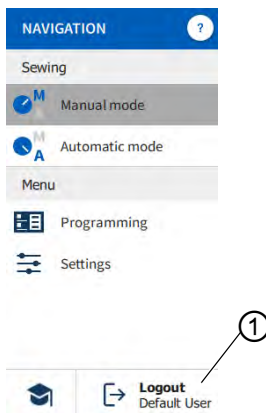 NAVIGATION ?
Sewing
M A Manual mode
M A Automatic mode
Menu
Programming
Settings
1
Logout
Default User